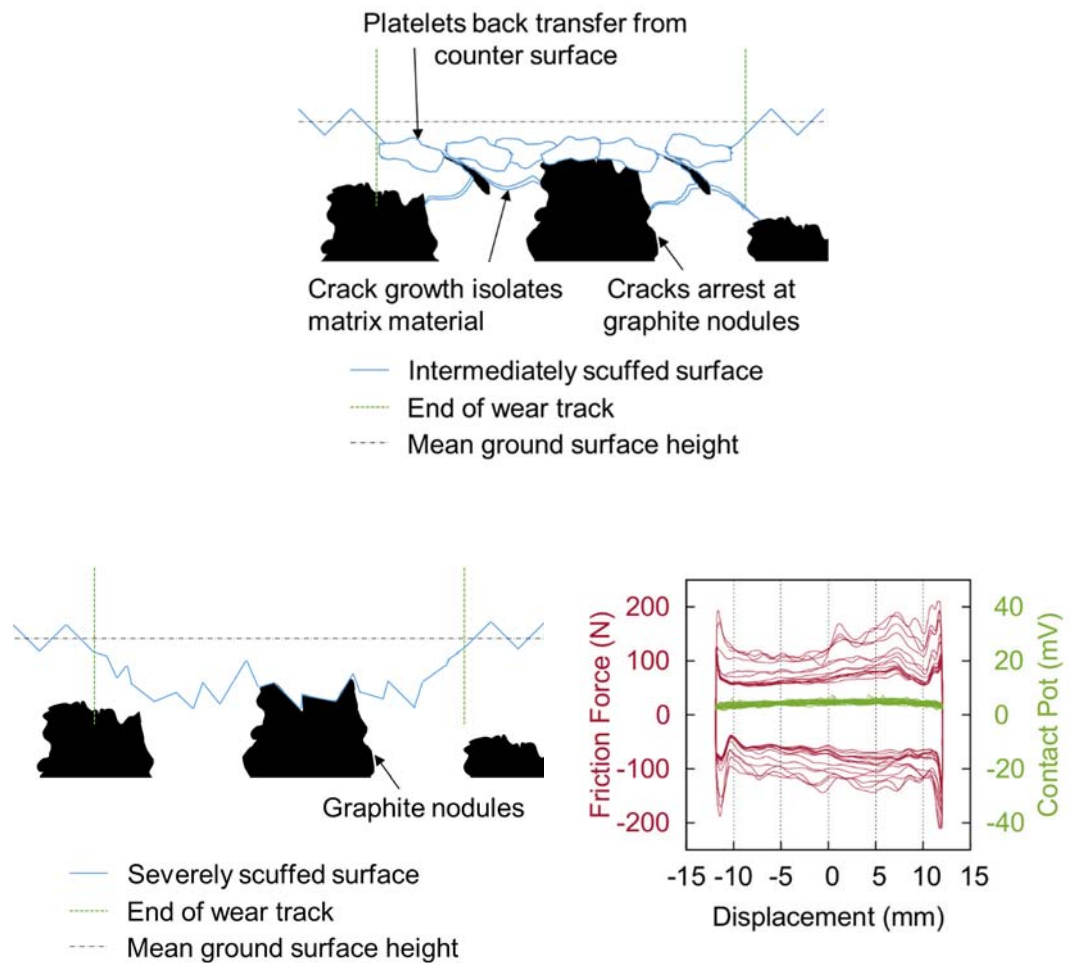 Platelets back transfer from
counter surface
Crack growth isolates
matrix material
Cracks arrest at
graphite nodules
Intermediately scuffed surface
End of wear track
Mean ground surface height
Graphite nodules
Severely scuffed surface
End of wear track
Mean ground surface height
Friction Force (N)
200
100
0
-100
-200
Contact Pot (mV)
40
20
0
-20
-40
-15 -10 -5 0 5 10 15
Displacement (mm)